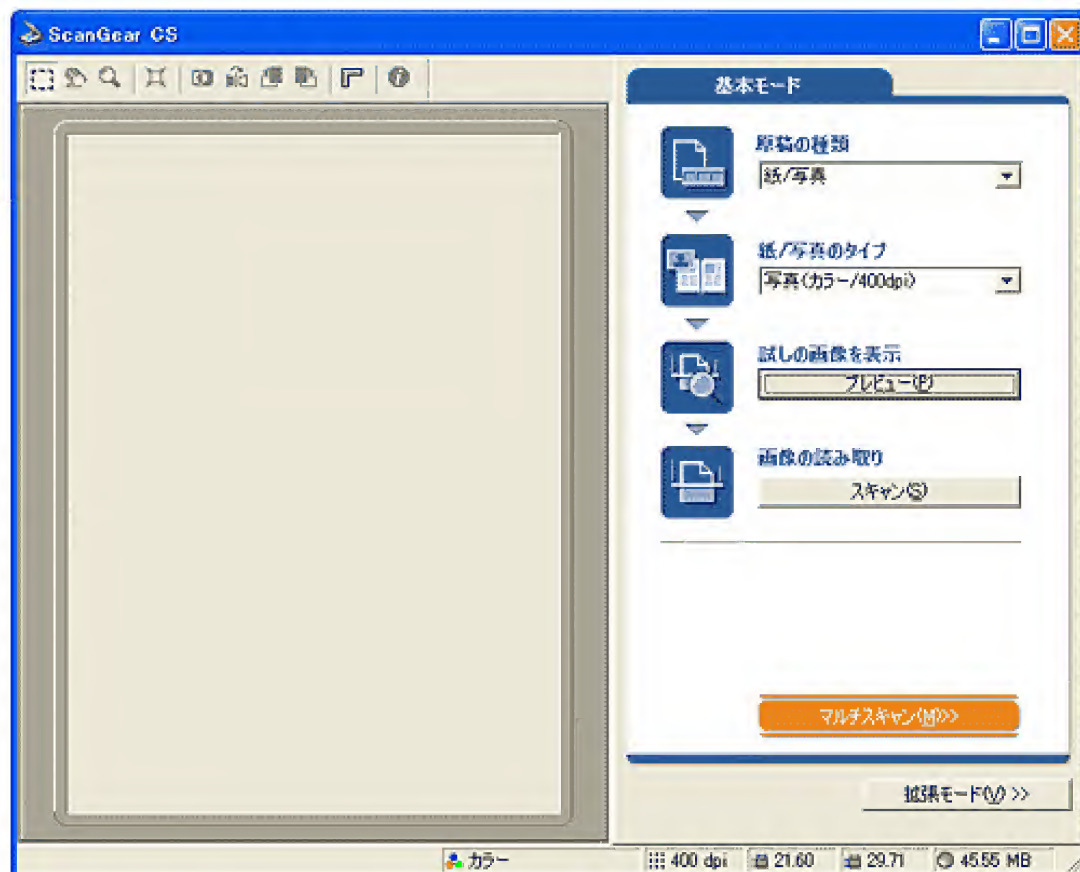 ScanGear CS
基本モード
原稿の種類
紙/写真
紙/写真のタイプ
写真(カラー/400dpi)
試しの画像を表示
プレビュー(P)
画像の読み取り
スキャン(S)
マルチスキャン(M)>>
拡張モード(V) >>
カラー 400 dpi 21.60 29.71 45.55 MB